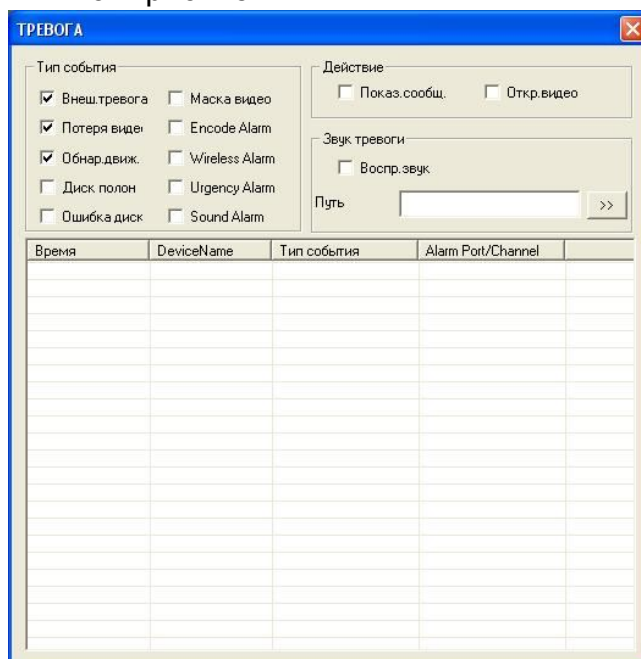 ТРЕВОГА
Тип события
Внеш.тревога
Маска видео
Потеря виде
Encode Alarm
Обнар.движ.
Wireless Alarm
Диск полон
Urgency Alarm
Ошибка диск
Sound Alarm
Действие
Показ.сообщ.
Откр.видео
Звук тревоги
Воспр.звук
Путь
>>
Время DeviceName Тип события Alarm Port/Channel